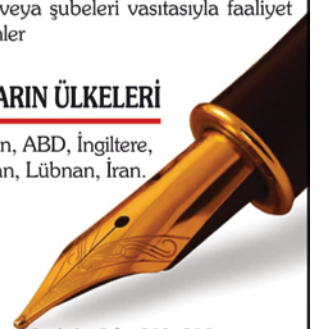 veya şubeleri vasıtasıyla faaliyet
ler
ARIN ÜLKELERİ
n, ABD, İngiltere,
an, Lübnan, İran.